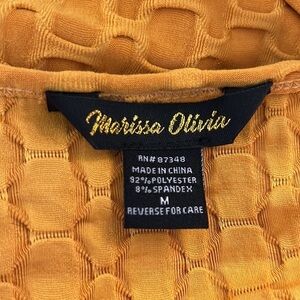 Marissa Olivia
RN# 87348
MADE IN CHINA
92% POLYESTER
8% SPANDEX
M
REVERSE FOR CARE